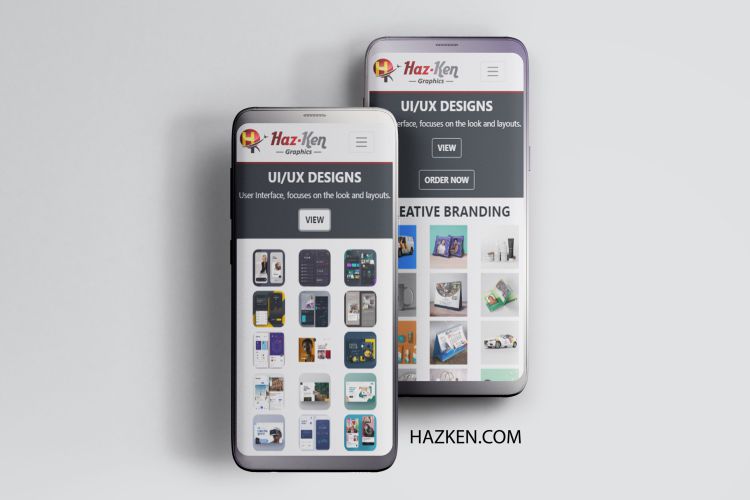 Haz-Ken
Graphics
UI/UX DESIGNS
User Interface, focuses on the look and layouts.
VIEW
Haz-Ken
Graphics
UI/UX DESIGNS
erface, focuses on the look and layouts.
VIEW
ORDER NOW
EATIVE BRANDING
HAZKEN.COM